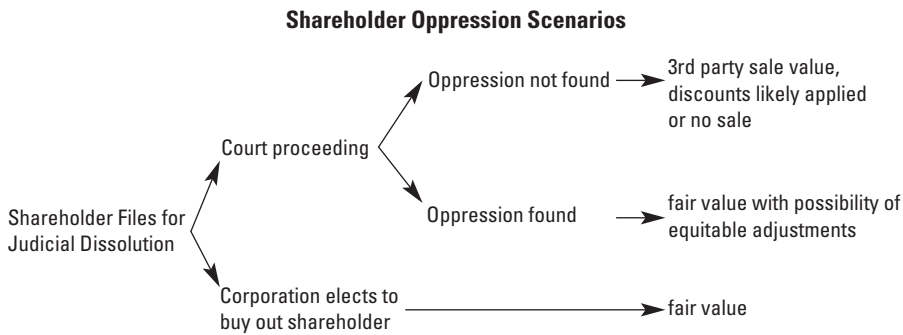 Shareholder Oppression Scenarios
Oppression not found
3rd party sale value,
discounts likely applied
or no sale
Court proceeding
Shareholder Files for
Judicial Dissolution
Oppression found
fair value with possibility of
equitable adjustments
Corporation elects to
buy out shareholder
fair value